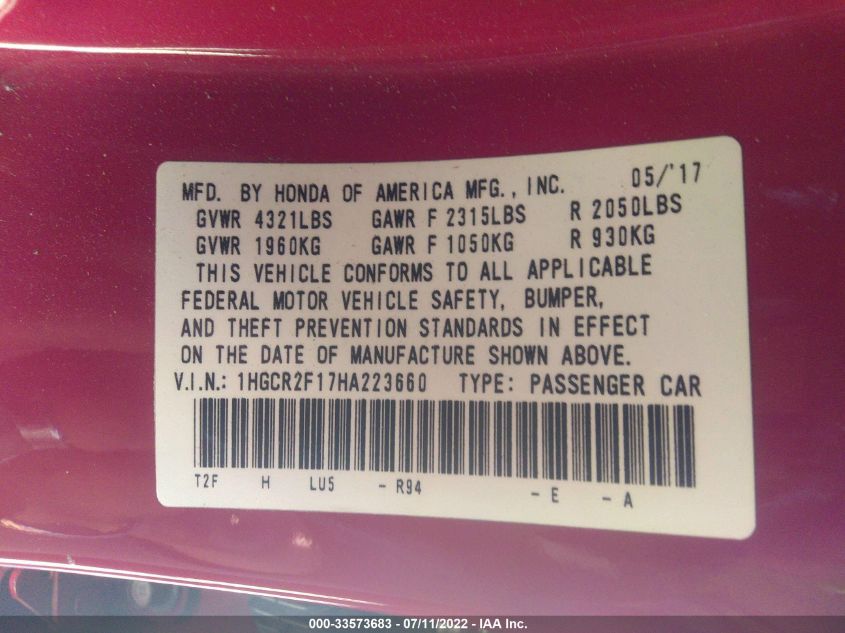 MFD. BY HONDA OF AMERICA MFG., INC. 05/'17
GVWR 4321LBS GAWR F 2315LBS R 2050LBS
GVWR 1960KG GAWR F 1050KG R 930KG
THIS VEHICLE CONFORMS TO ALL APPLICABLE
FEDERAL MOTOR VEHICLE SAFETY, BUMPER,
AND THEFT PREVENTION STANDARDS IN EFFECT
ON THE DATE OF MANUFACTURE SHOWN ABOVE.
V.I.N.: 1HGCR2F17HA223660 TYPE: PASSENGER CAR
T2F H LU5 - R94 - E - A
000-33573683 - 07/11/2022 - IAA Inc.